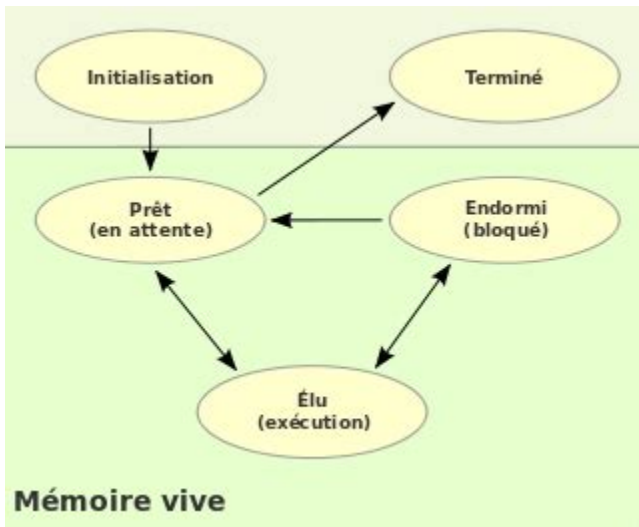 Initialisation
Terminé
Prêt
(en attente)
Endormi
(bloqué)
Élu
(exécution)
Mémoire vive